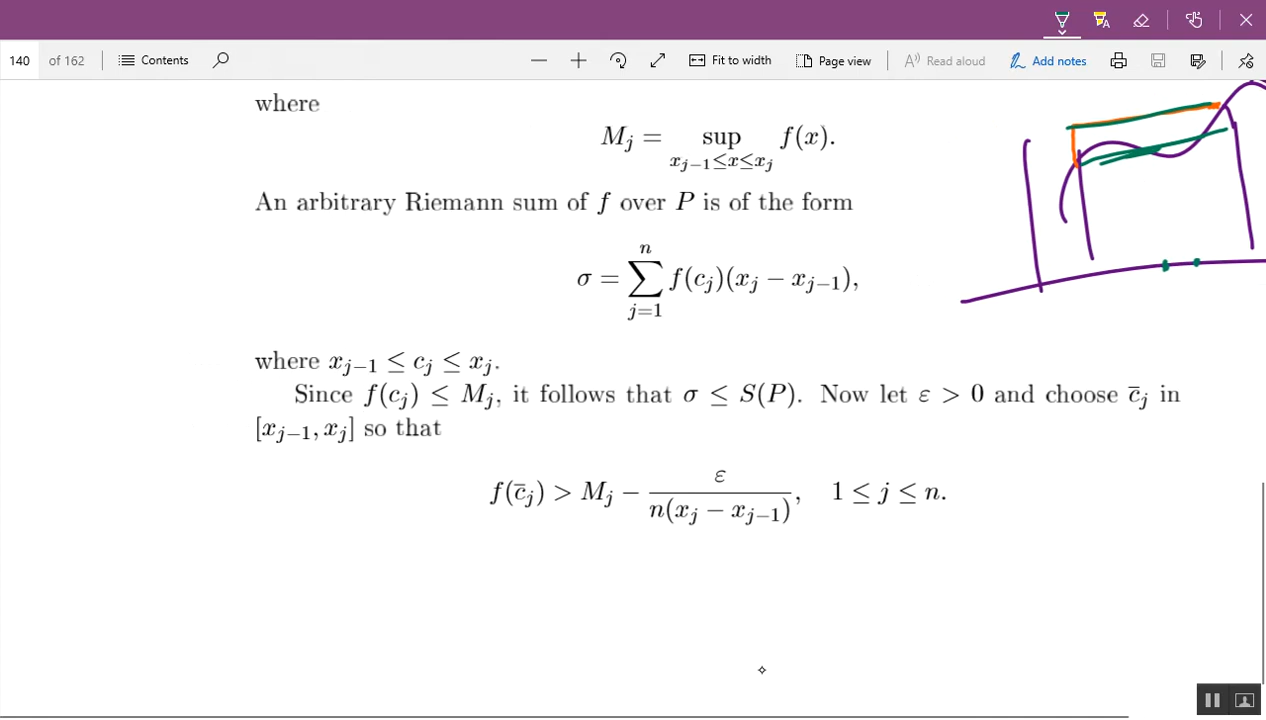 140 of 162 Contents Fit to width Page view Read aloud Add notes
where
M_j = sup_{x_{j−1}≤x≤x_j} f(x).
An arbitrary Riemann sum of f over P is of the form
σ = ∑_{j=1}^{n} f(c_j)(x_j − x_{j−1}),
where x_{j−1} ≤ c_j ≤ x_j.
Since f(c_j) ≤ M_j, it follows that σ ≤ S(P). Now let ε > 0 and choose c̄_j in
[x_{j−1}, x_j] so that
f(c̄_j) > M_j − ε/(n(x_j − x_{j−1})), 1 ≤ j ≤ n.